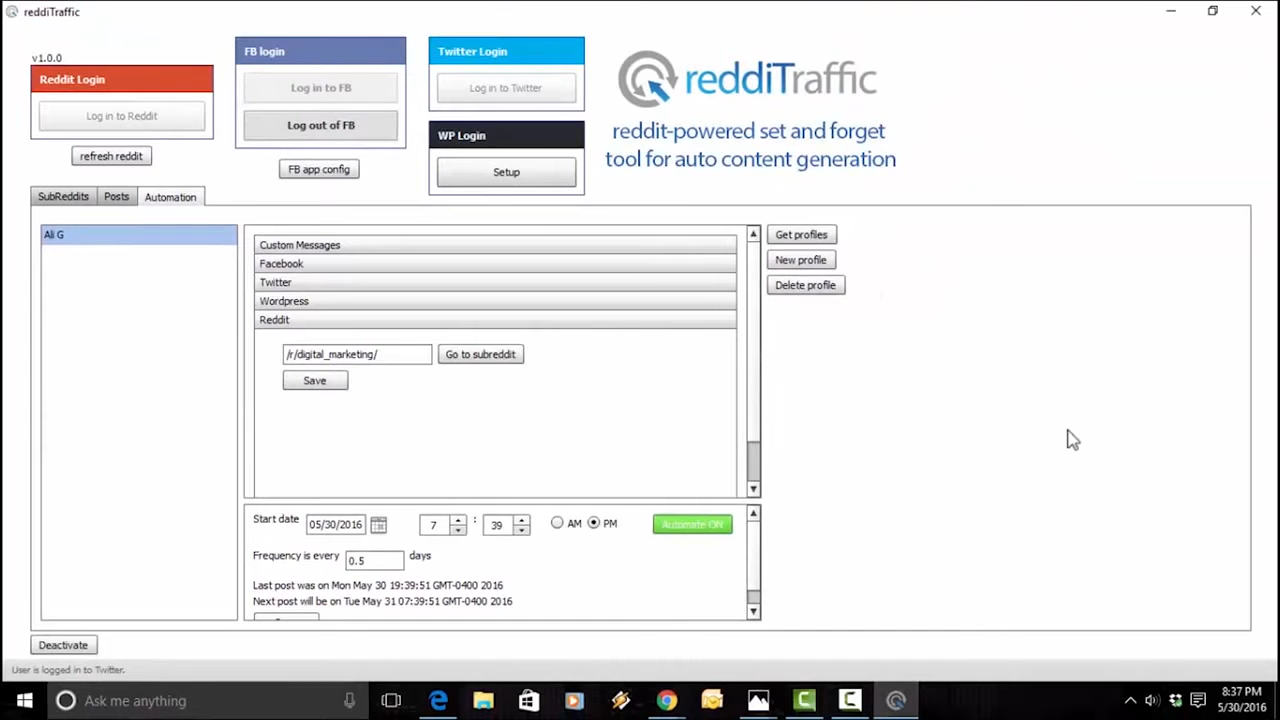 reddiTraffic
v1.0.0
Reddit Login
Log in to Reddit
refresh reddit
FB login
Log in to FB
Log out of FB
FB app config
Twitter Login
Log in to Twitter
WP Login
Setup
reddiTraffic
reddit-powered set and forget
tool for auto content generation
SubReddits Posts Automation
Ali G
Custom Messages
Facebook
Twitter
Wordpress
Reddit
/r/digital_marketing/ Go to subreddit
Save
Get profiles
New profile
Delete profile
Start date 05/30/2016 7 : 39 AM PM Automate ON
Frequency is every 0.5 days
Last post was on Mon May 30 19:39:51 GMT-0400 2016
Next post will be on Tue May 31 07:39:51 GMT-0400 2016
Deactivate
User is logged in to Twitter.
Ask me anything
8:37 PM
5/30/2016